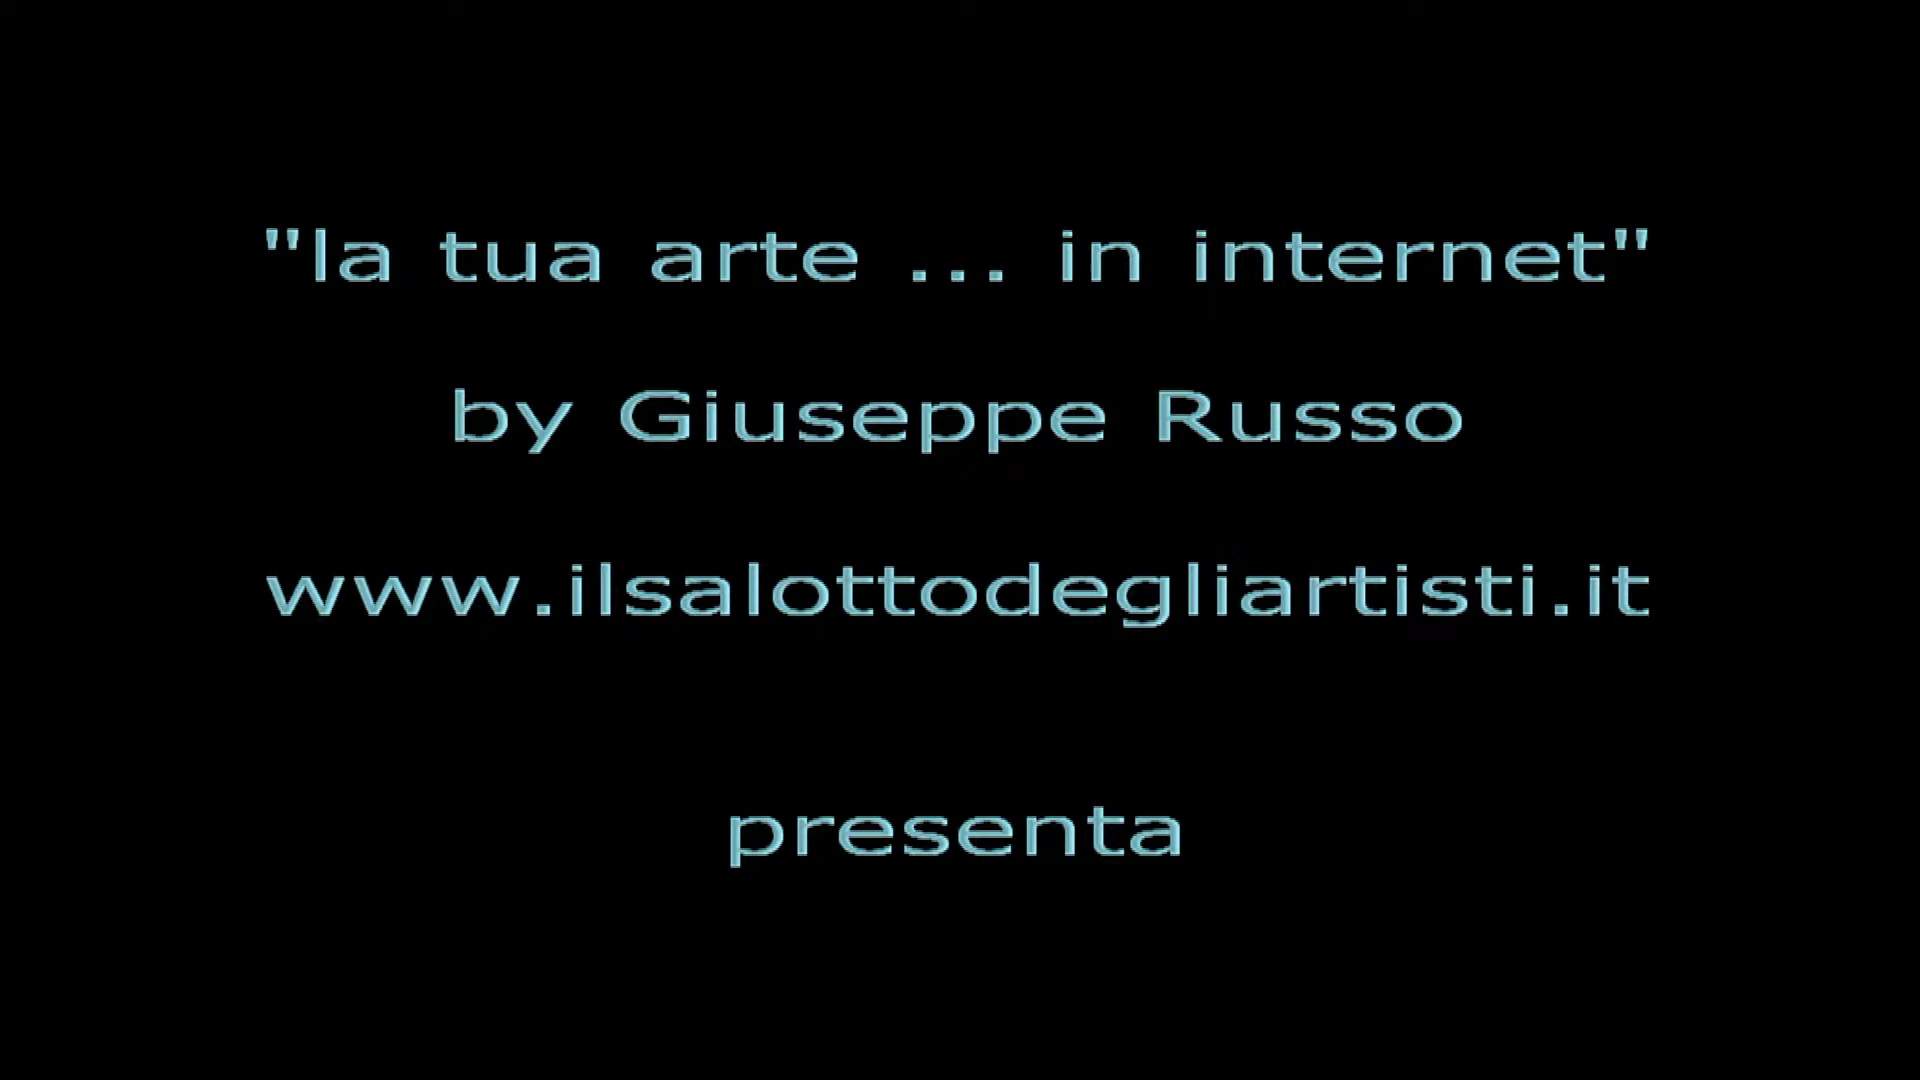 "la tua arte ... in internet"
by Giuseppe Russo
www.ilsalottodegliartisti.it
presenta